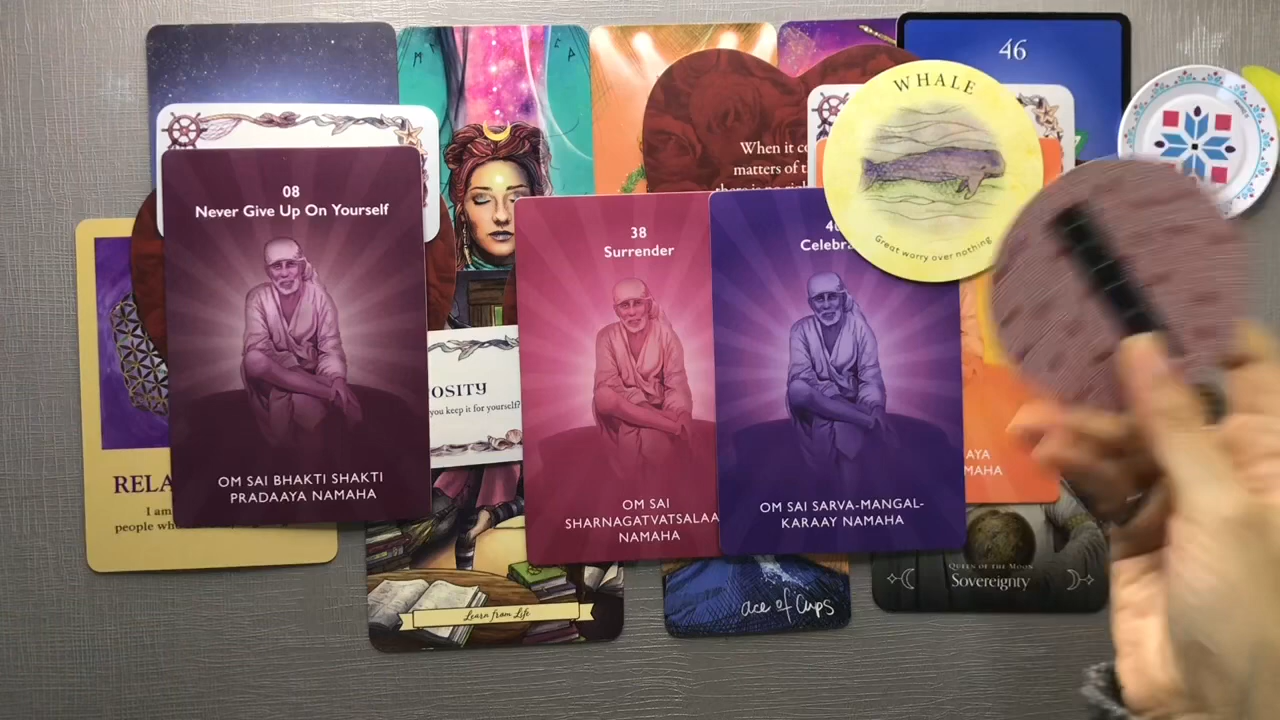 46
WHALE
Great worry over nothing
When it
matters of
08
Never Give Up On Yourself
38
Surrender
OM SAI BHAKTI SHAKTI
PRADAAYA NAMAHA
OM SAI
SHARNAGATVATSALAA
NAMAHA
OM SAI SARVA-MANGAL-
KARAAY NAMAHA
OSITY
you keep it for yourself?
RELA
I am
people
AYA
MAHA
Learn from Life
ace of Cups
QUEEN OF THE MOON
Sovereignty